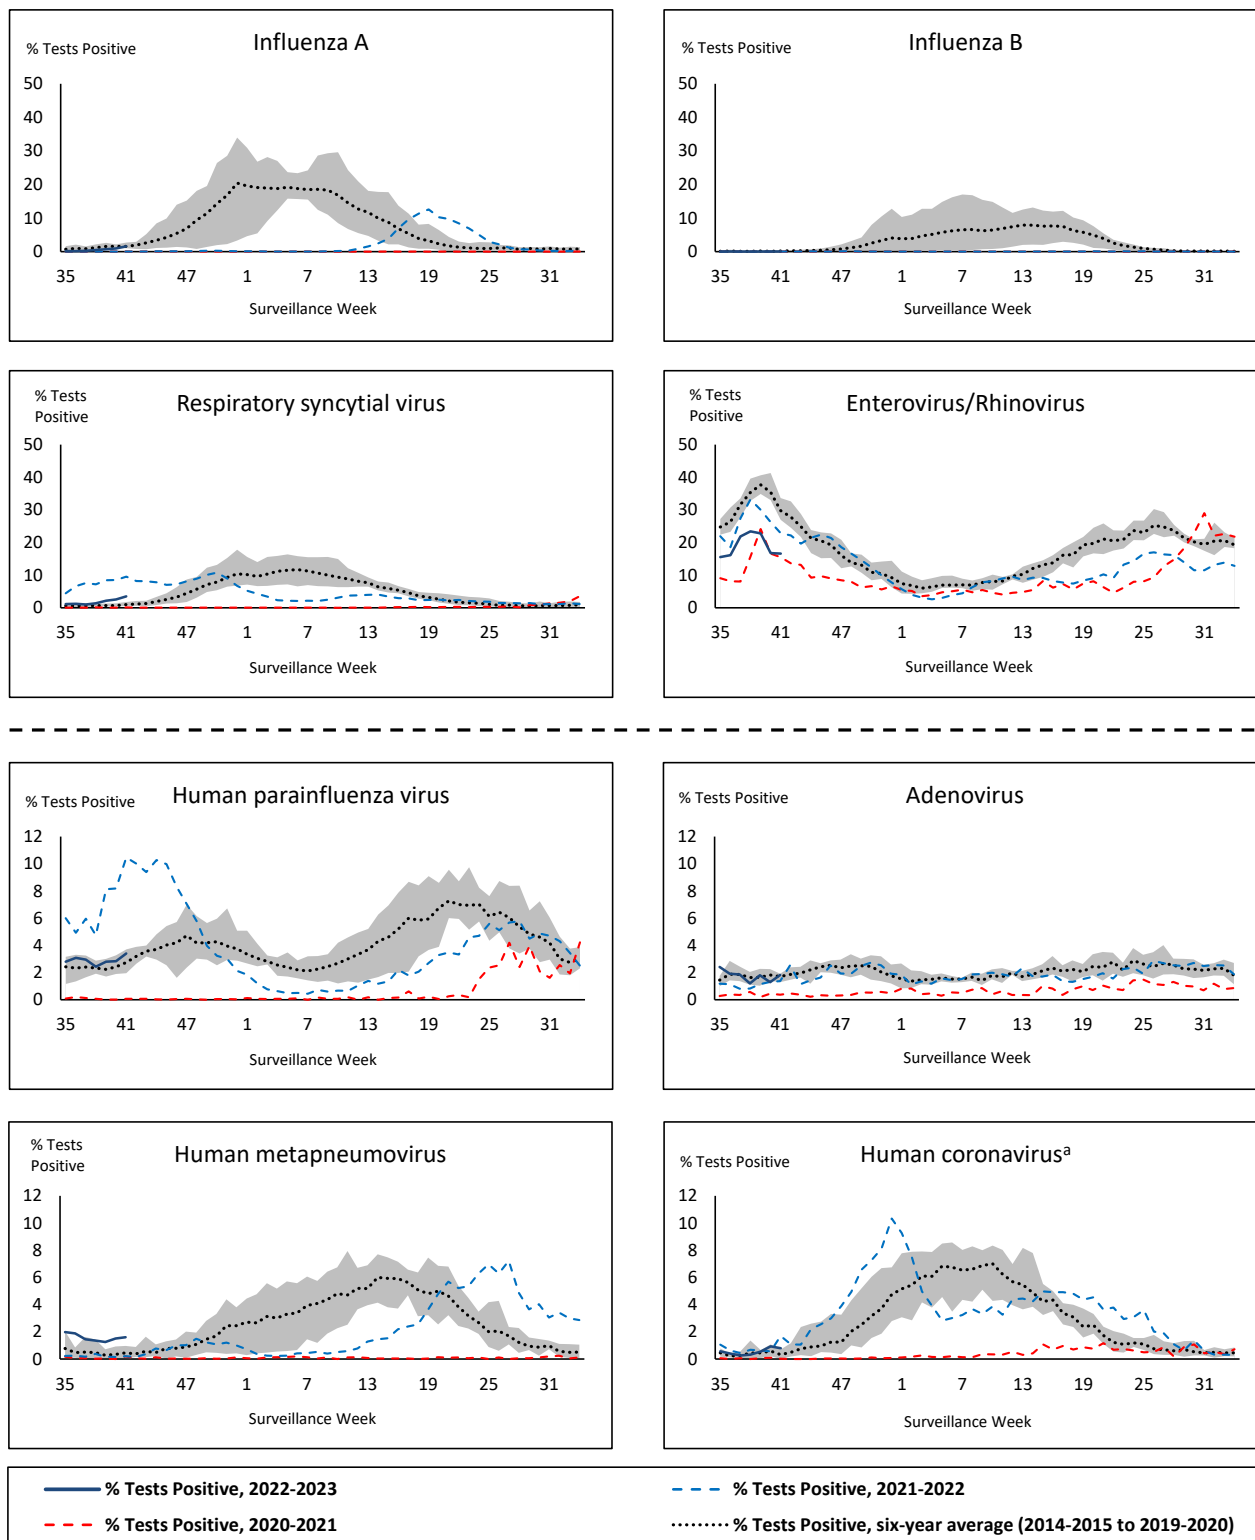 Influenza A
% Tests Positive
50
40
30
20
10
0
35 41 47 1 7 13 19 25 31
Surveillance Week
Influenza B
% Tests Positive
50
40
30
20
10
0
35 41 47 1 7 13 19 25 31
Surveillance Week
Respiratory syncytial virus
% Tests
Positive
50
40
30
20
10
0
35 41 47 1 7 13 19 25 31
Surveillance Week
Enterovirus/Rhinovirus
% Tests
Positive
50
40
30
20
10
0
35 41 47 1 7 13 19 25 31
Surveillance Week
Human parainfluenza virus
% Tests Positive
12
10
8
6
4
2
0
35 41 47 1 7 13 19 25 31
Surveillance Week
Adenovirus
% Tests Positive
12
10
8
6
4
2
0
35 41 47 1 7 13 19 25 31
Surveillance Week
Human metapneumovirus
% Tests
Positive
12
10
8
6
4
2
0
35 41 47 1 7 13 19 25 31
Surveillance Week
Human coronavirusᵃ
% Tests Positive
12
10
8
6
4
2
0
35 41 47 1 7 13 19 25 31
Surveillance Week
% Tests Positive, 2022-2023
% Tests Positive, 2021-2022
% Tests Positive, 2020-2021
% Tests Positive, six-year average (2014-2015 to 2019-2020)